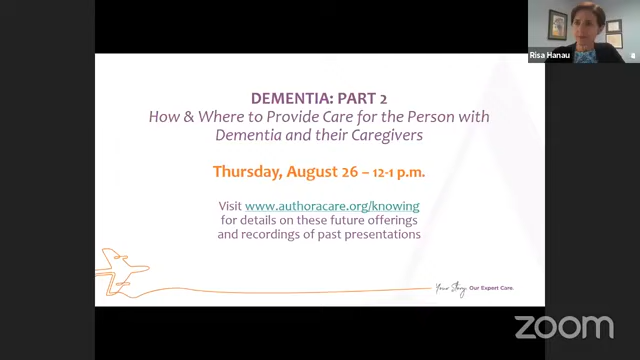 DEMENTIA: PART 2
How & Where to Provide Care for the Person with
Dementia and their Caregivers
Thursday, August 26 – 12-1 p.m.
Visit www.authoracare.org/knowing
for details on these future offerings
and recordings of past presentations
Your Story. Our Expert Care.
Risa Hanau
zoom